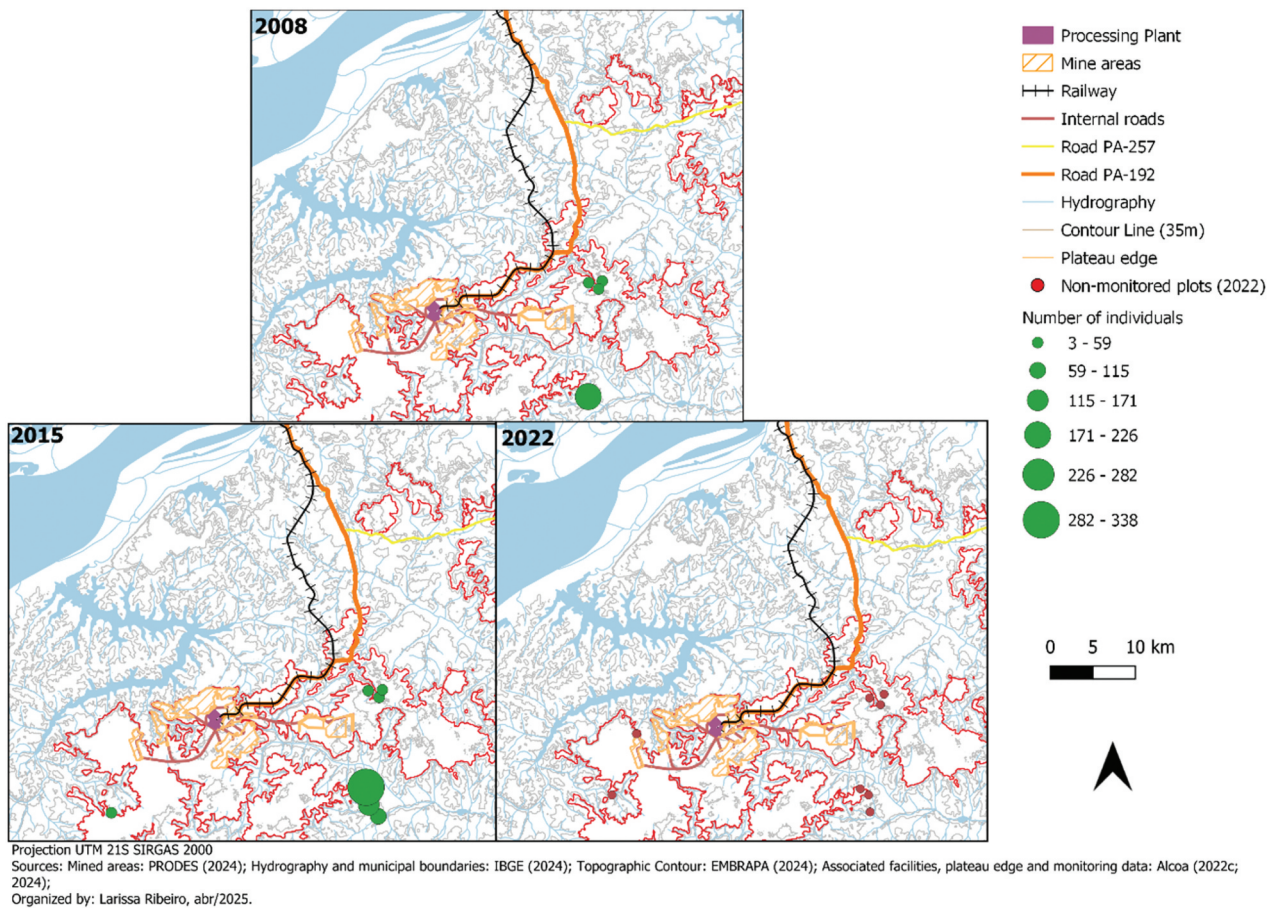 2008
2015
2022
Processing Plant
Mine areas
Railway
Internal roads
Road PA-257
Road PA-192
Hydrography
Contour Line (35m)
Plateau edge
Non-monitored plots (2022)
Number of individuals
3 - 59
59 - 115
115 - 171
171 - 226
226 - 282
282 - 338
0 5 10 km
Projection UTM 21S SIRGAS 2000
Sources: Mined areas: PRODES (2024); Hydrography and municipal boundaries: IBGE (2024); Topographic Contour: EMBRAPA (2024); Associated facilities, plateau edge and monitoring data: Alcoa (2022c;
2024);
Organized by: Larissa Ribeiro, abr/2025.